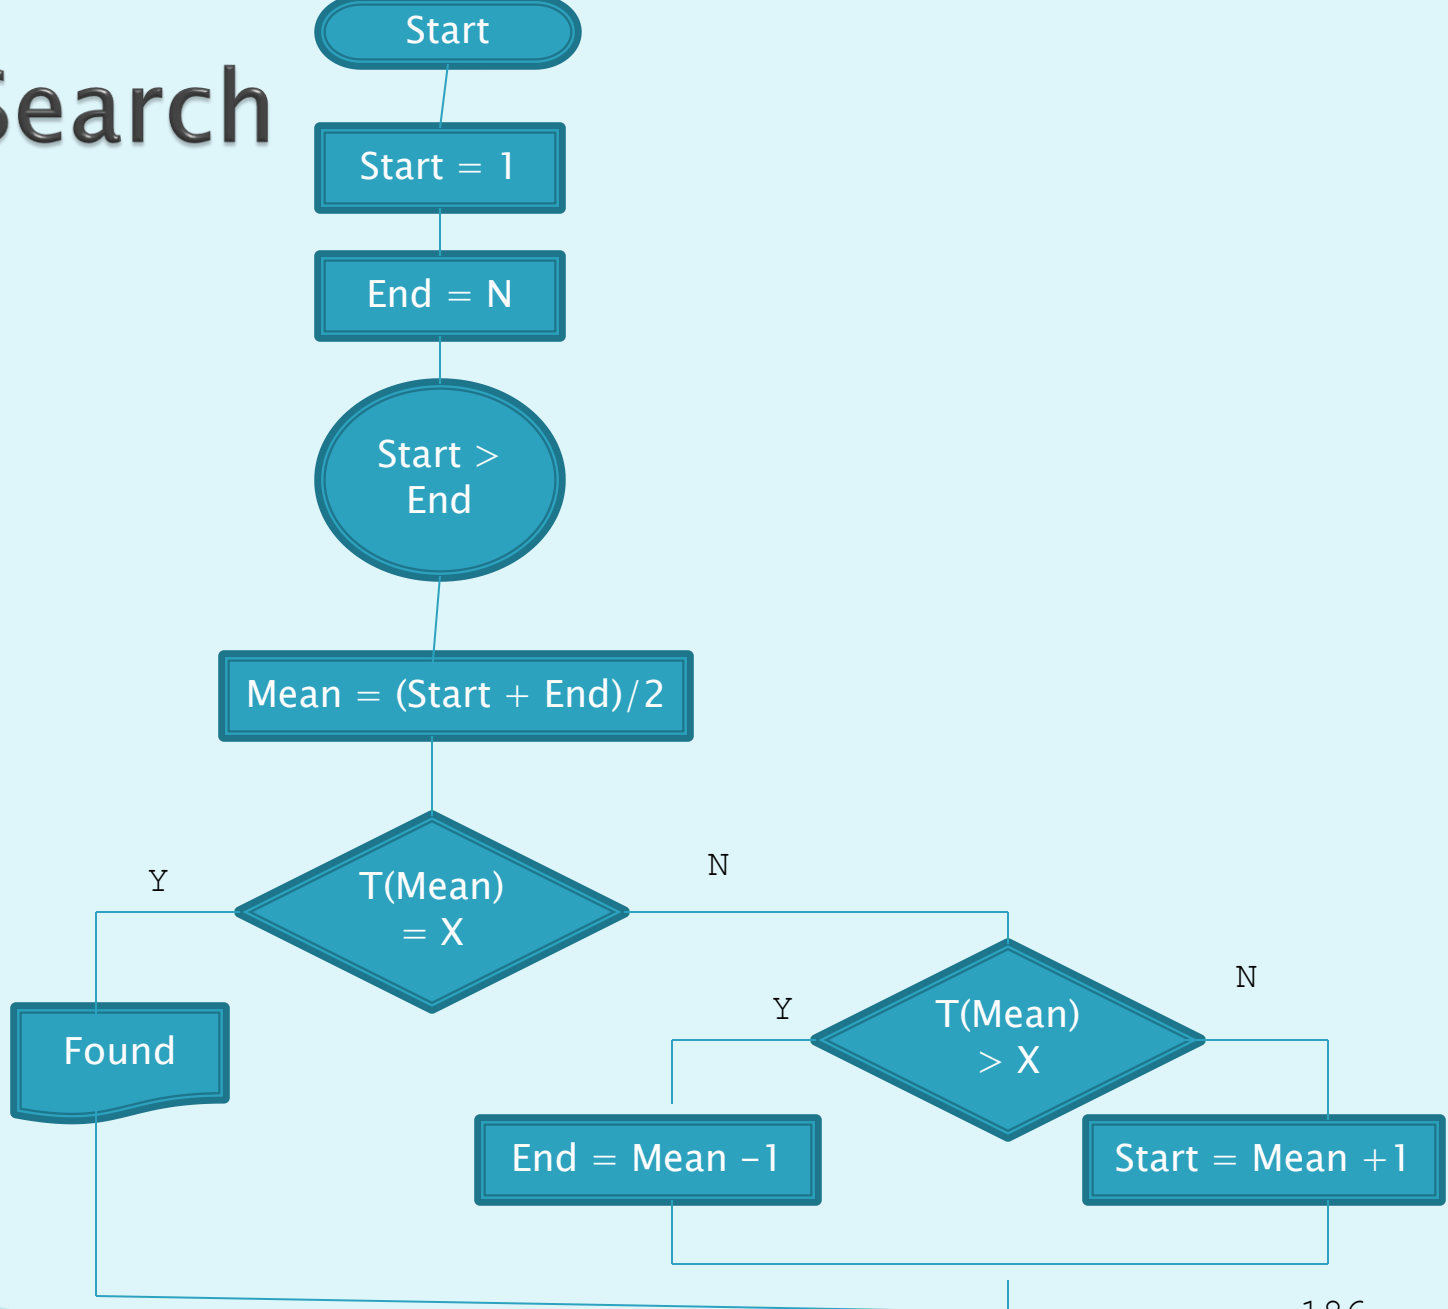 Start
Search
Start = 1
End = N
Start >
End
Mean = (Start + End)/2
T(Mean)
= X
Y
N
Found
T(Mean)
> X
Y
N
End = Mean -1
Start = Mean +1
186